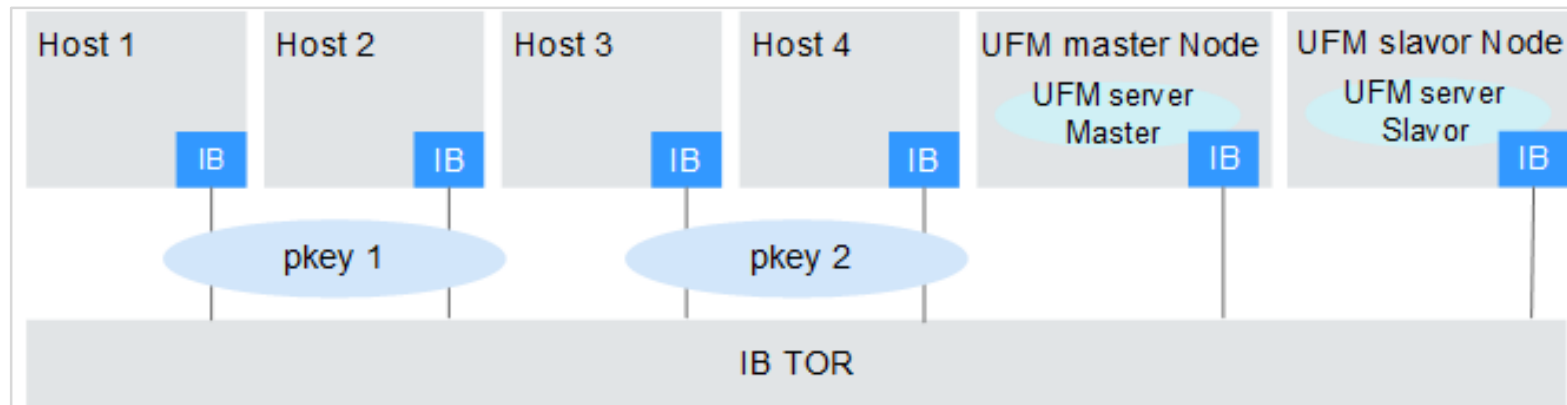 Host 1
Host 2
Host 3
Host 4
UFM master Node
UFM slavor Node
UFM server
Master
UFM server
Slavor
IB
IB
IB
IB
IB
IB
pkey 1
pkey 2
IB TOR